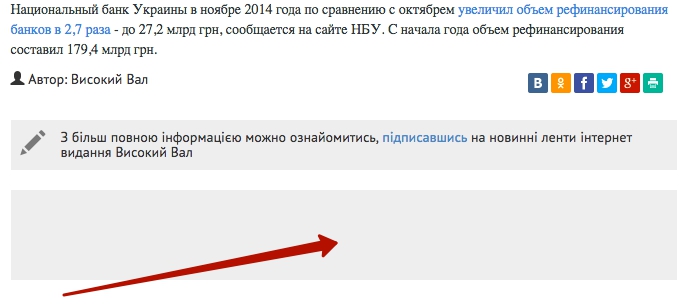 Национальный банк Украины в ноябре 2014 года по сравнению с октябрем увеличил объем рефинансирования
банков в 2,7 раза - до 27,2 млрд грн, сообщается на сайте НБУ. С начала года объем рефинансирования
составил 179,4 млрд грн.
Автор: Високий Вал
В f g+
З більш повною інформацією можно ознайомитись, підписавшись на новинні ленти інтернет
видання Високий Вал